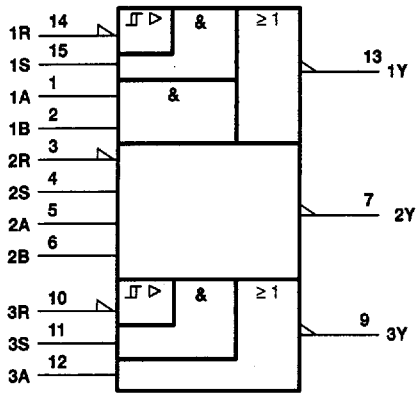 1R 14 & ≥ 1
1S 15 13 1Y
1A 1 &
1B 2
2R 3
2S 4 7 2Y
2A 5
2B 6
3R 10 & ≥ 1
3S 11 9 3Y
3A 12